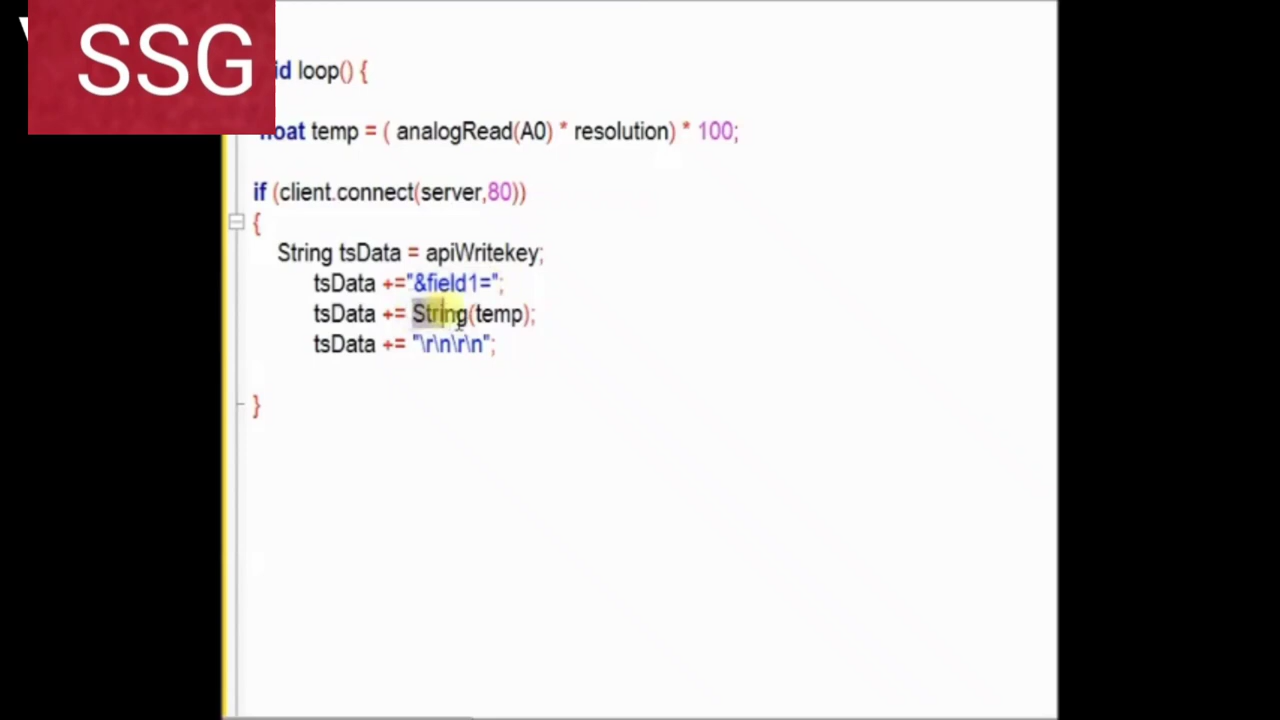 SSG
id loop() {
float temp = ( analogRead(A0) * resolution) * 100;
if (client.connect(server,80))
{
String tsData = apiWritekey;
tsData +="&field1=";
tsData += String(temp);
tsData += "\r\n\r\n";
}